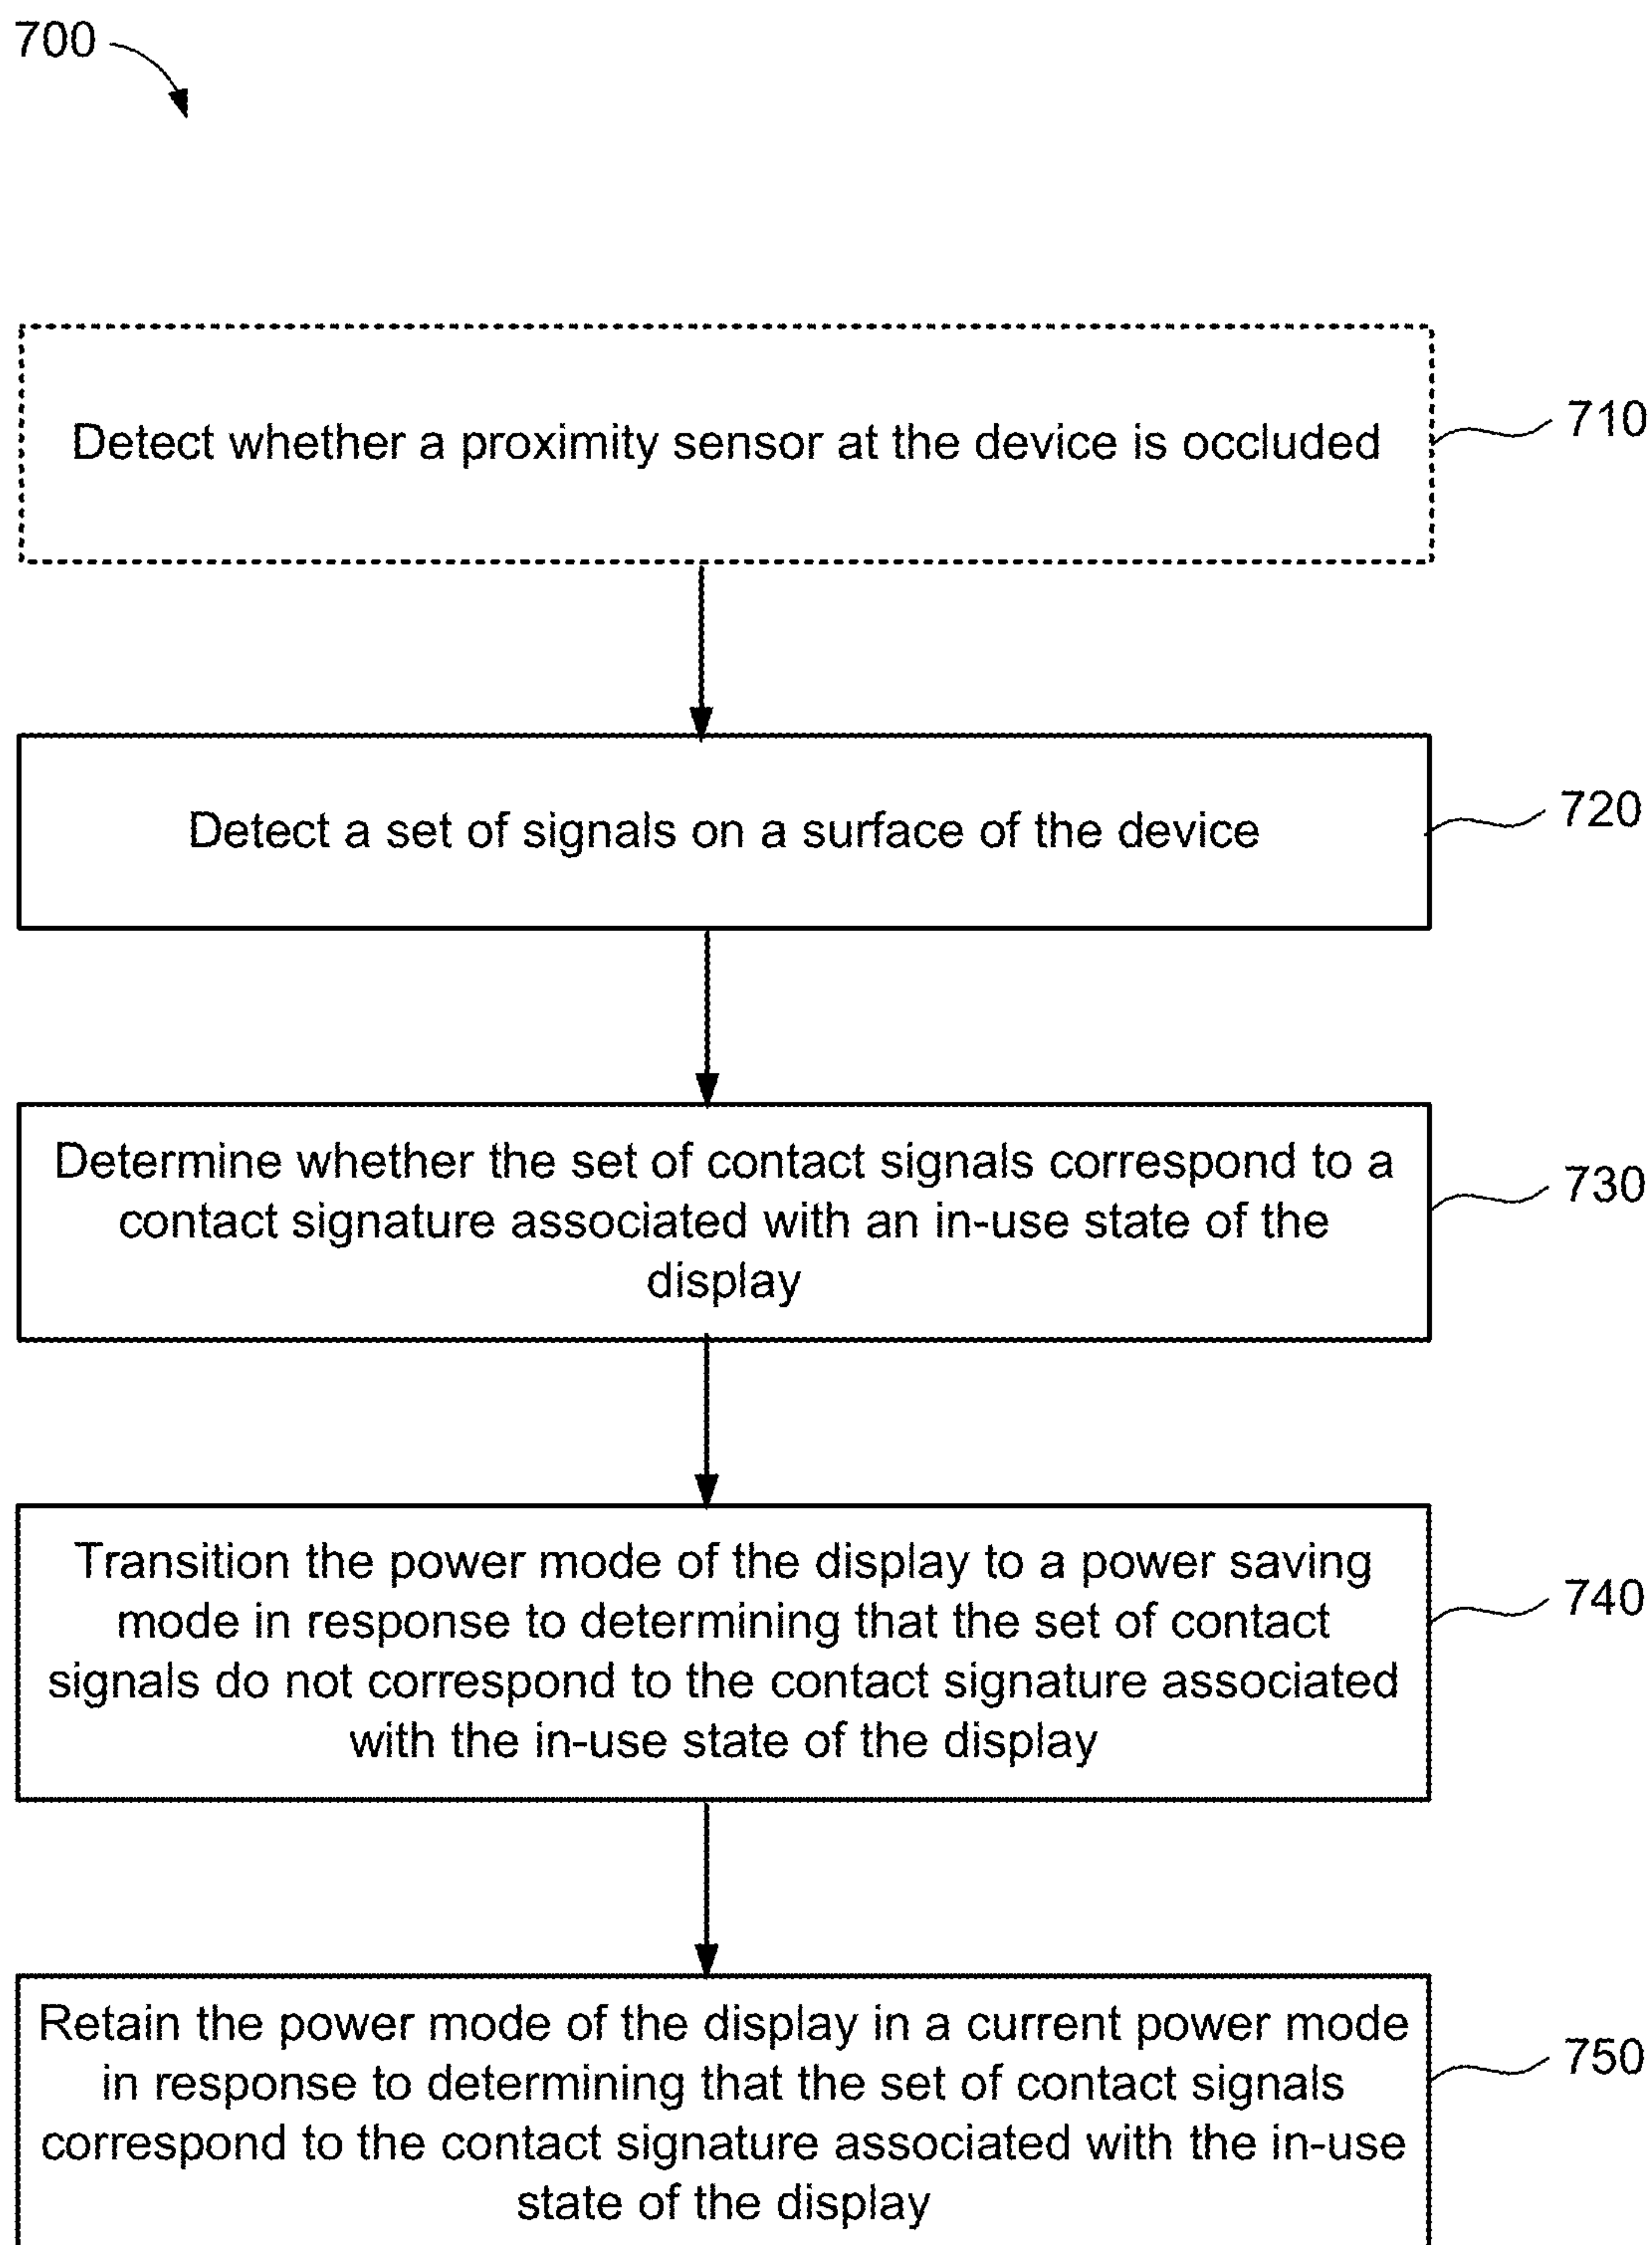 700
Detect whether a proximity sensor at the device is occluded
710
Detect a set of signals on a surface of the device
720
Determine whether the set of contact signals correspond to a
contact signature associated with an in-use state of the
display
730
Transition the power mode of the display to a power saving
mode in response to determining that the set of contact
signals do not correspond to the contact signature associated
with the in-use state of the display
740
Retain the power mode of the display in a current power mode
in response to determining that the set of contact signals
correspond to the contact signature associated with the in-use
state of the display
750